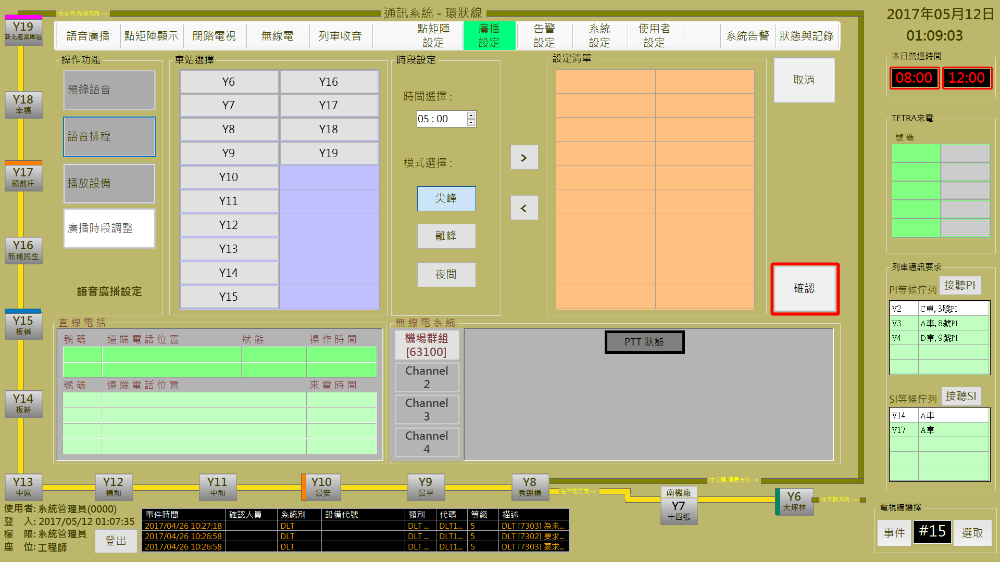 往士林,內湖方向 ->
通訊系統 - 環狀線
2017年05月12日
01:09:03
語音廣播
點矩陣顯示
閉路電視
無線電
列車收音
點矩陣
設定
廣播
設定
告警
設定
系統
設定
使用者
設定
系統告警
狀態與記錄
Y19
新北產業園區
Y18
幸福
Y17
頭前庄
Y16
新埔民生
Y15
板橋
Y14
板新
Y13
中原
操作功能
預錄語音
語音排程
播放設備
廣播時段調整
語音廣播設定
車站選擇
Y6
Y16
Y7
Y17
Y8
Y18
Y9
Y19
Y10
Y11
Y12
Y13
Y14
Y15
時段設定
時間選擇 :
05 : 00
模式選擇 :
尖峰
離峰
夜間
>
<
設定清單
取消
確認
本日營運時間
08:00
12:00
TETRA來電
號 碼
列車通訊要求
PI等候佇列
接聽PI
V2 C車,3號PI
V3 A車,8號PI
V4 D車,9號PI
SI等候佇列
接聽SI
V14 A車
V17 A車
直 線 電 話
號 碼 遠 端 電 話 位 置 狀 態 操 作 時 間
號 碼 遠 端 電 話 位 置 來 電 時 間
無 線 電 系 統
機場群組
[63100]
Channel
2
Channel
3
Channel
4
PTT 狀態
Y12
橋和
Y11
中和
Y10
景安
Y9
景平
Y8
秀朗橋
往公館,信義方向 ->
往木柵方向 ->
南機廠
Y7
十四張
Y6
大坪林
往木柵方向 ->
使用者: 系統管理員(0000)
登 入: 2017/05/12 01:07:35
權 限: 系統管理員
座 位: 工程師
登出
事件時間 確認人員 系統別 設備代號 類別 代碼 等級 描述
2017/04/26 10:27:18 DLT DLT ... DLT1... 5 DLT [7303] 為未...
2017/04/26 10:26:58 DLT DLT ... DLT1... 5 DLT [7302] 要求...
2017/04/26 10:26:58 DLT DLT ... DLT1... 5 DLT [7303] 要求...
電視牆選擇
事件
#15
選取